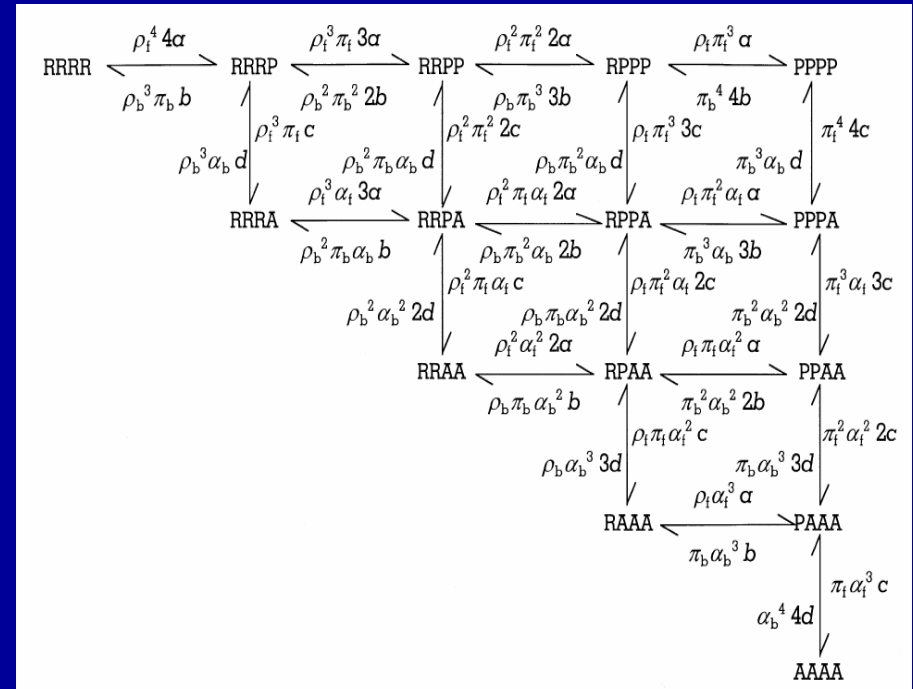 ρf⁴ 4a ρf³πf 3a ρf²πf² 2a ρfπf³ a
RRRR RRRP RRPP RPPP PPPP
ρb³πb b ρb²πb² 2b ρbπb³ 3b πb⁴ 4b
ρf³πf c ρf²πf² 2c ρfπf³ 3c πf⁴ 4c
ρb³αb d ρb²πbαb d ρbπb²αb d πb³αb d
ρf³αf 3a ρf²πfαf 2a ρfπf²αf a
RRRA RRPA RPPA PPPA
ρb²πbαb b ρbπb²αb 2b πb³αb 3b
ρf²πfαf c ρfπf²αf 2c πf³αf 3c
ρb²αb² 2d ρbπbαb² 2d πb²αb² 2d
ρf²αf² 2a ρfπfαf² a
RRAA RPAA PPAA
ρbπbαb² b πb²αb² 2b
ρfπfαf² c πf²αf² 2c
ρbαb³ 3d πbαb³ 3d
ρfαf³ a
RAAA PAAA
πbαb³ b
πfαf³ c
αb⁴ 4d
AAAA